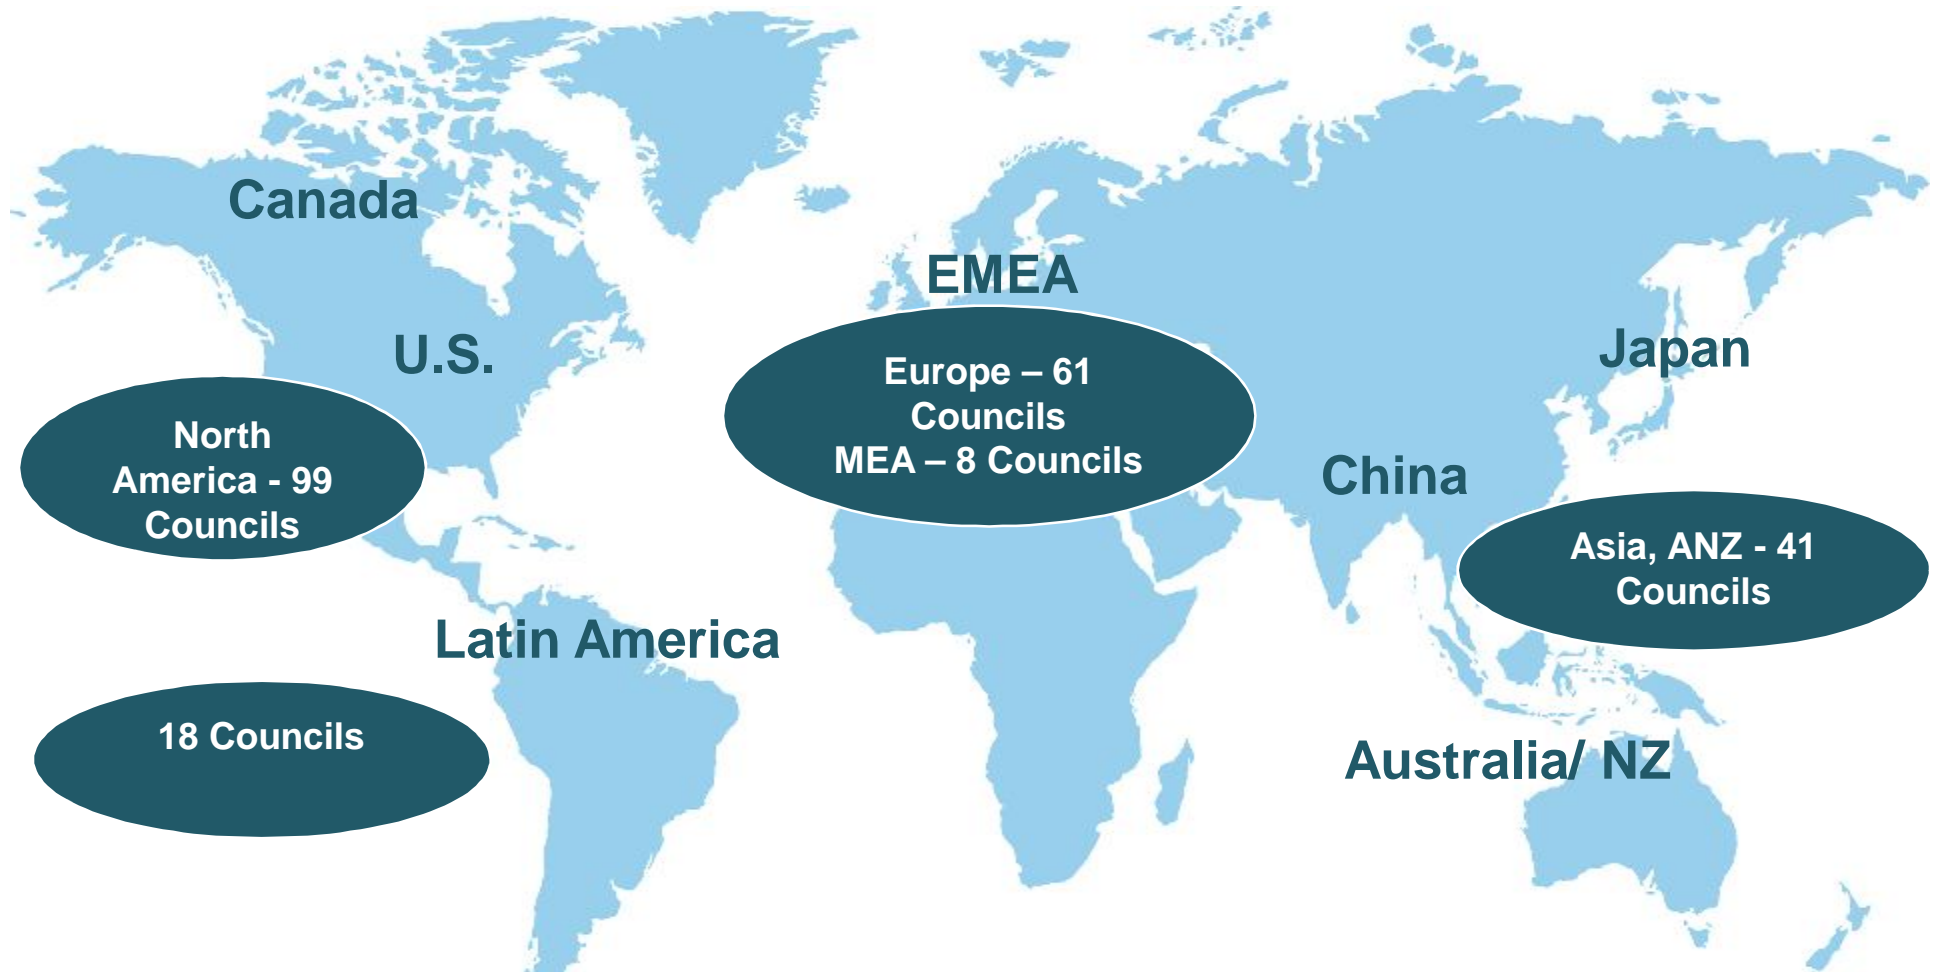 Canada
EMEA
U.S.
Japan
Europe – 61
Councils
MEA – 8 Councils
North
America - 99
Councils
China
Asia, ANZ - 41
Councils
Latin America
18 Councils
Australia/ NZ